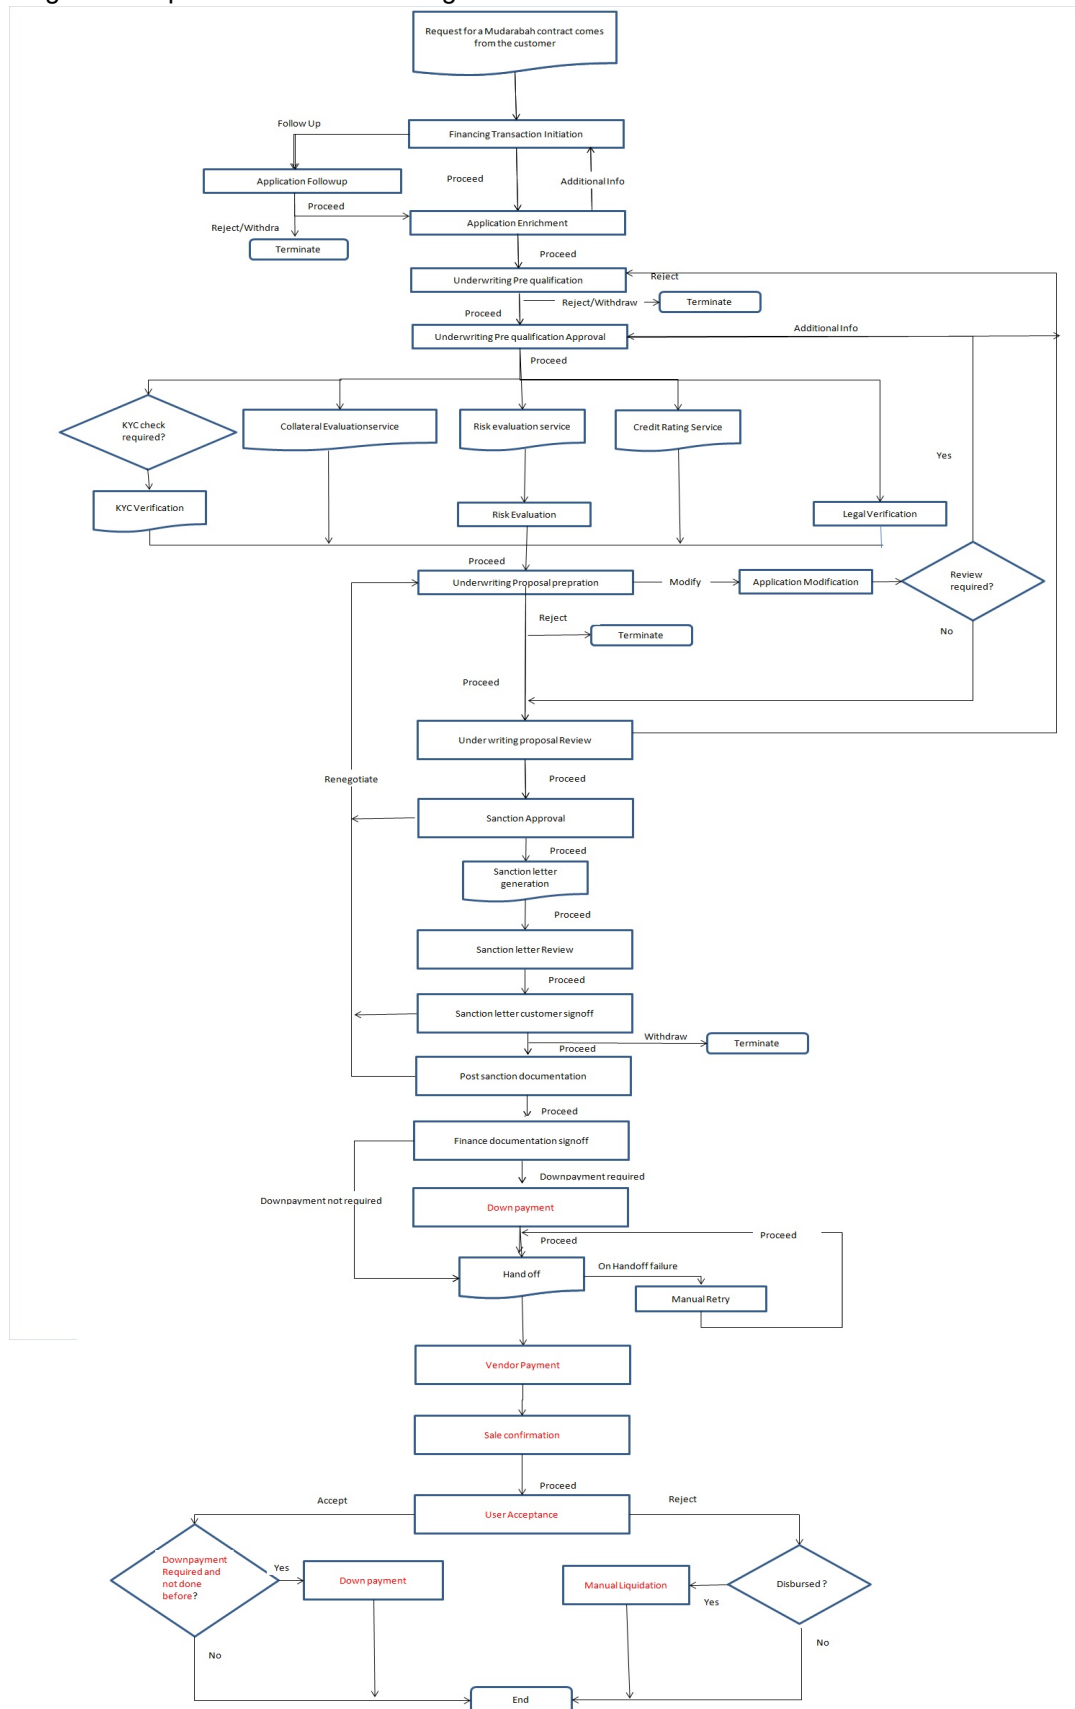 Request for a Mudarabah contract comes
from the customer
Follow Up
Financing Transaction Initiation
Application Followup
Proceed
Additional Info
Proceed
Reject/Withdra
Application Enrichment
Terminate
Proceed
Reject
Underwriting Pre qualification
Reject/Withdraw
Terminate
Proceed
Additional Info
Underwriting Pre qualification Approval
Proceed
KYC check
required?
Collateral Evaluationservice
Risk evaluation service
Credit Rating Service
Yes
KYC Verification
Risk Evaluation
Legal Verification
Proceed
Underwriting Proposal prepration
Modify
Application Modification
Review
required?
Reject
Terminate
No
Proceed
Under writing proposal Review
Renegotiate
Proceed
Sanction Approval
Proceed
Sanction letter
generation
Proceed
Sanction letter Review
Proceed
Sanction letter customer signoff
Withdraw
Terminate
Proceed
Post sanction documentation
Proceed
Finance documentation signoff
Downpayment required
Downpayment not required
Down payment
Proceed
Proceed
Hand off
On Handoff failure
Manual Retry
Vendor Payment
Sale confirmation
Proceed
Accept
User Acceptance
Reject
Downpayment
Required and
not done
before?
Yes
Down payment
Manual Liquidation
Yes
Disbursed ?
No
No
End